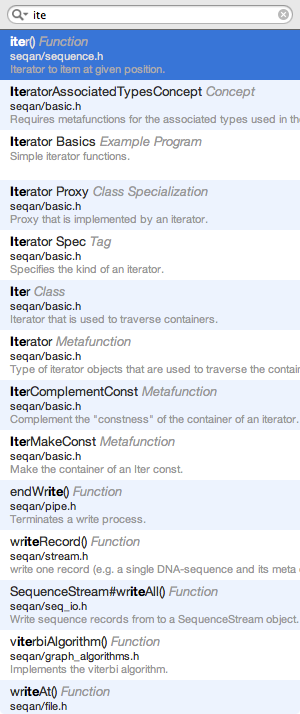 ite
iter() Function
seqan/sequence.h
Iterator to item at given position.
IteratorAssociatedTypesConcept Concept
seqan/basic.h
Requires metafunctions for the associated types used in the
Iterator Basics Example Program
Simple iterator functions.
Iterator Proxy Class Specialization
seqan/basic.h
Proxy that is implemented by an iterator.
Iterator Spec Tag
seqan/basic.h
Specifies the kind of an iterator.
Iter Class
seqan/basic.h
Iterator that is used to traverse containers.
Iterator Metafunction
seqan/basic.h
Type of iterator objects that are used to traverse the contain
IterComplementConst Metafunction
seqan/basic.h
Complement the "constness" of the container of an iterator.
IterMakeConst Metafunction
seqan/basic.h
Make the container of an Iter const.
endWrite() Function
seqan/pipe.h
Terminates a write process.
writeRecord() Function
seqan/stream.h
write one record (e.g. a single DNA-sequence and its meta
SequenceStream#writeAll() Function
seqan/seq_io.h
Write sequence records from to a SequenceStream object.
viterbiAlgorithm() Function
seqan/graph_algorithms.h
Implements the viterbi algorithm.
writeAt() Function
seqan/file.h